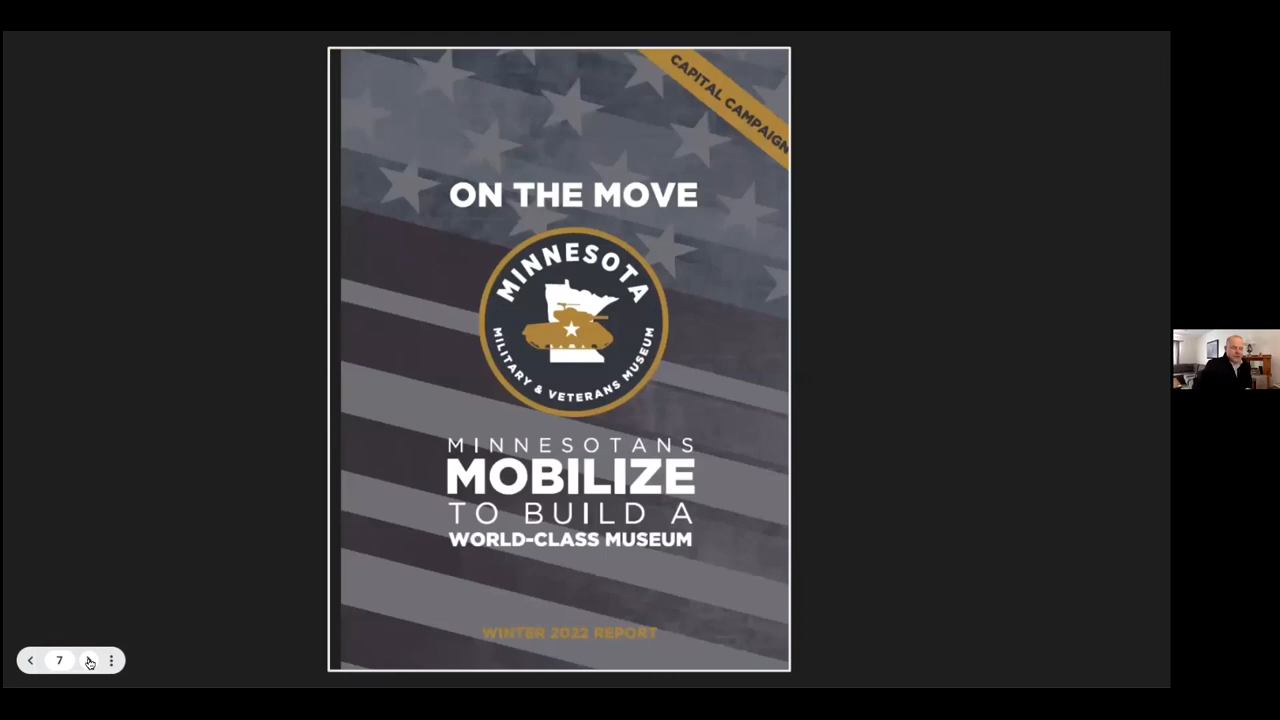 CAPITAL CAMPAIGN
ON THE MOVE
MINNESOTA
MILITARY & VETERANS MUSEUM
MINNESOTANS
MOBILIZE
TO BUILD A
WORLD-CLASS MUSEUM
WINTER 2022 REPORT
7